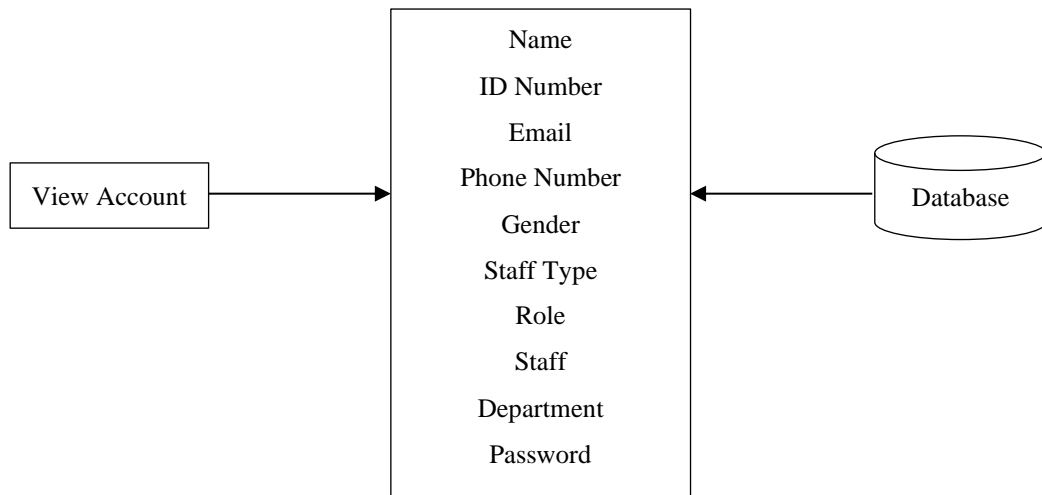 View Account
Name
ID Number
Email
Phone Number
Gender
Staff Type
Role
Staff
Department
Password
Database